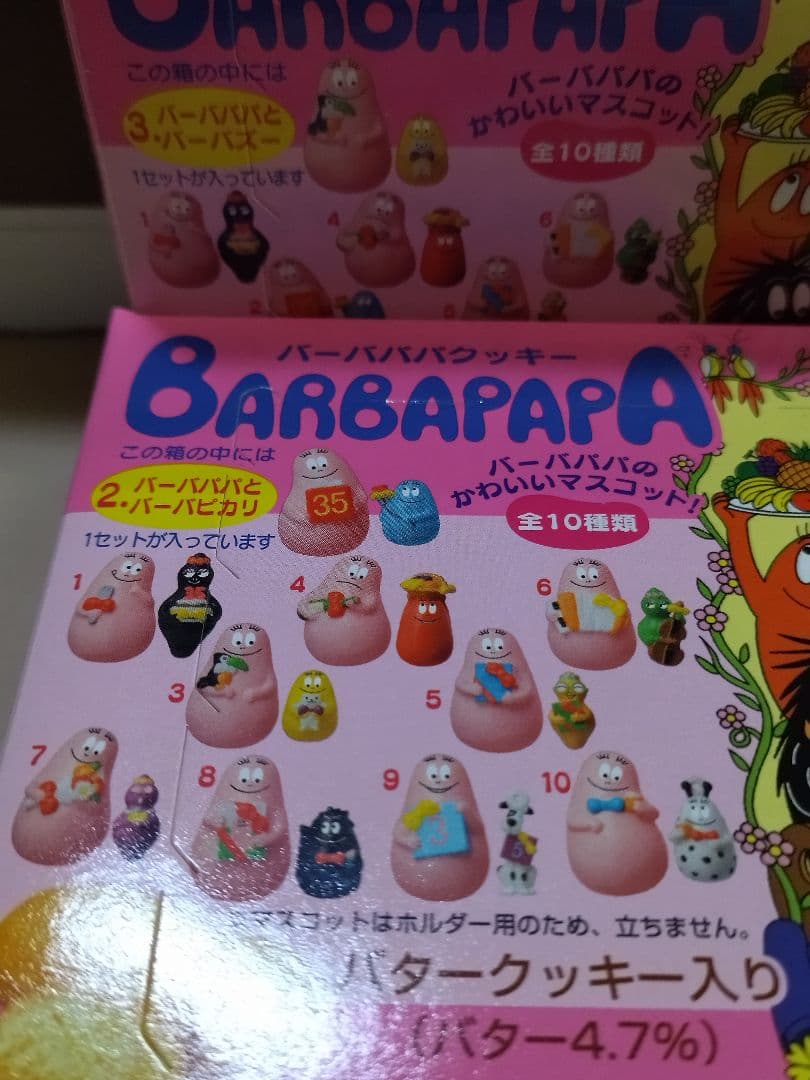 BARBAPAPA
この箱の中には
3.バーバパパと
バーバズー
1セットが入っています
バーバパパの
かわいいマスコット!
全10種類
1
4
6
2
5
バーバパパクッキー
BARBAPAPA
この箱の中には
2.バーバパパと
バーバピカリ
1セットが入っています
35
バーバパパの
かわいいマスコット!
全10種類
1
4
6
3
5
7
8
9
10
3
5
マスコットはホルダー用のため、立ちません。
バタークッキー入り
(バター4.7%)